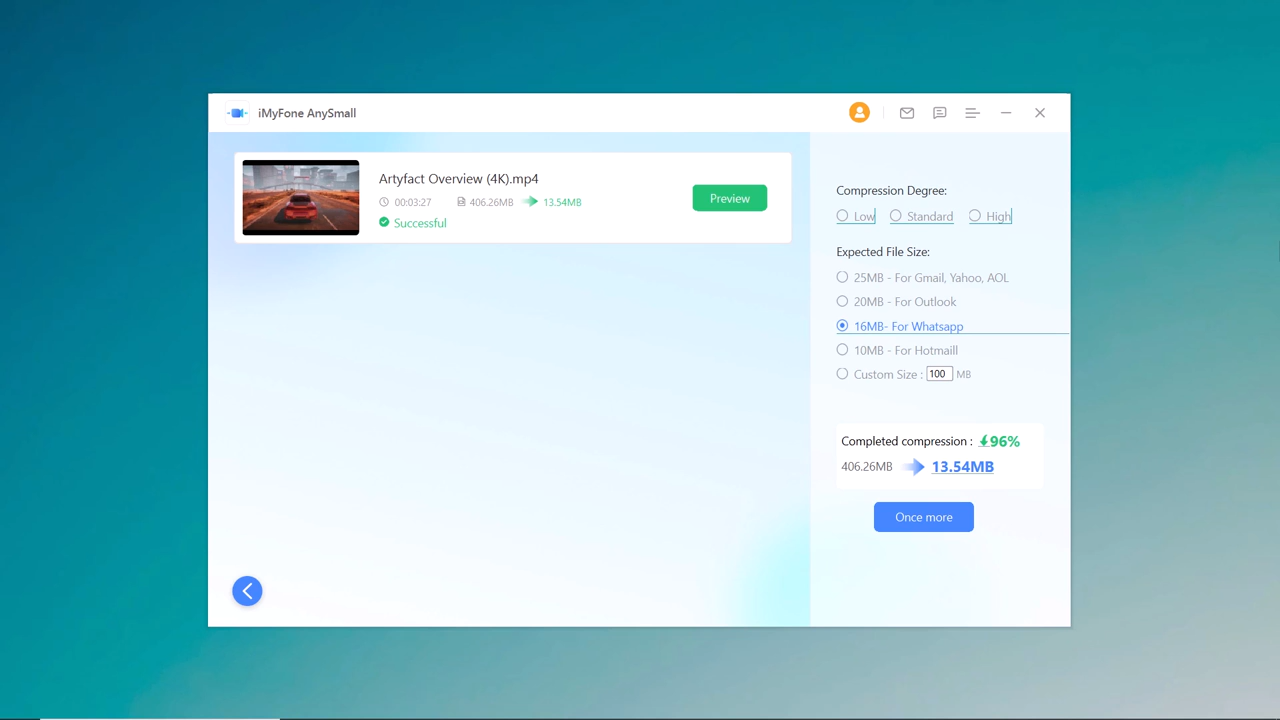 iMyFone AnySmall
Artyfact Overview (4K).mp4
00:03:27 406.26MB 13.54MB
Successful
Preview
Compression Degree:
Low Standard High
Expected File Size:
25MB - For Gmail, Yahoo, AOL
20MB - For Outlook
16MB- For Whatsapp
10MB - For Hotmaill
Custom Size : 100 MB
Completed compression : 96%
406.26MB 13.54MB
Once more